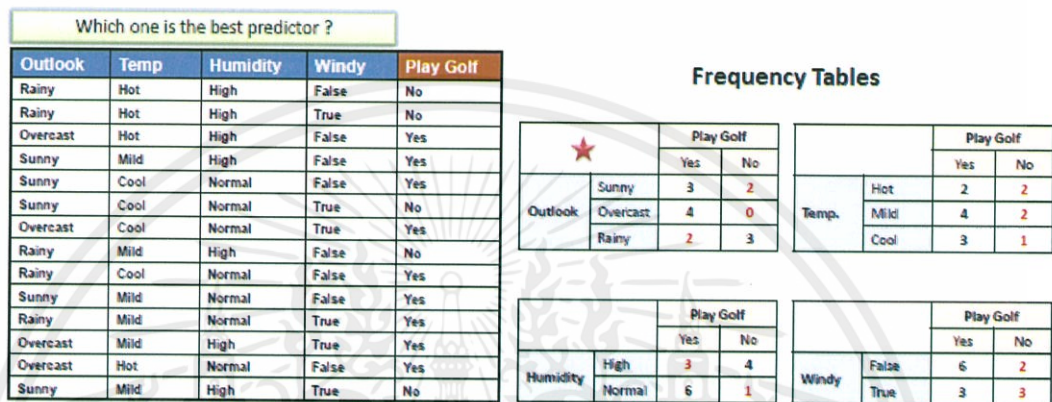 Which one is the best predictor ?
Outlook Temp Humidity Windy Play Golf
Rainy Hot High False No
Rainy Hot High True No
Overcast Hot High False Yes
Sunny Mild High False Yes
Sunny Cool Normal False Yes
Sunny Cool Normal True No
Overcast Cool Normal True Yes
Rainy Mild High False No
Rainy Cool Normal False Yes
Sunny Mild Normal False Yes
Rainy Mild Normal True Yes
Overcast Mild High True Yes
Overcast Hot Normal False Yes
Sunny Mild High True No
Frequency Tables
Play Golf
Yes No
Outlook
Sunny 3 2
Overcast 4 0
Rainy 2 3
Play Golf
Yes No
Temp.
Hot 2 2
Mild 4 2
Cool 3 1
Play Golf
Yes No
Humidity
High 3 4
Normal 6 1
Play Golf
Yes No
Windy
False 6 2
True 3 3